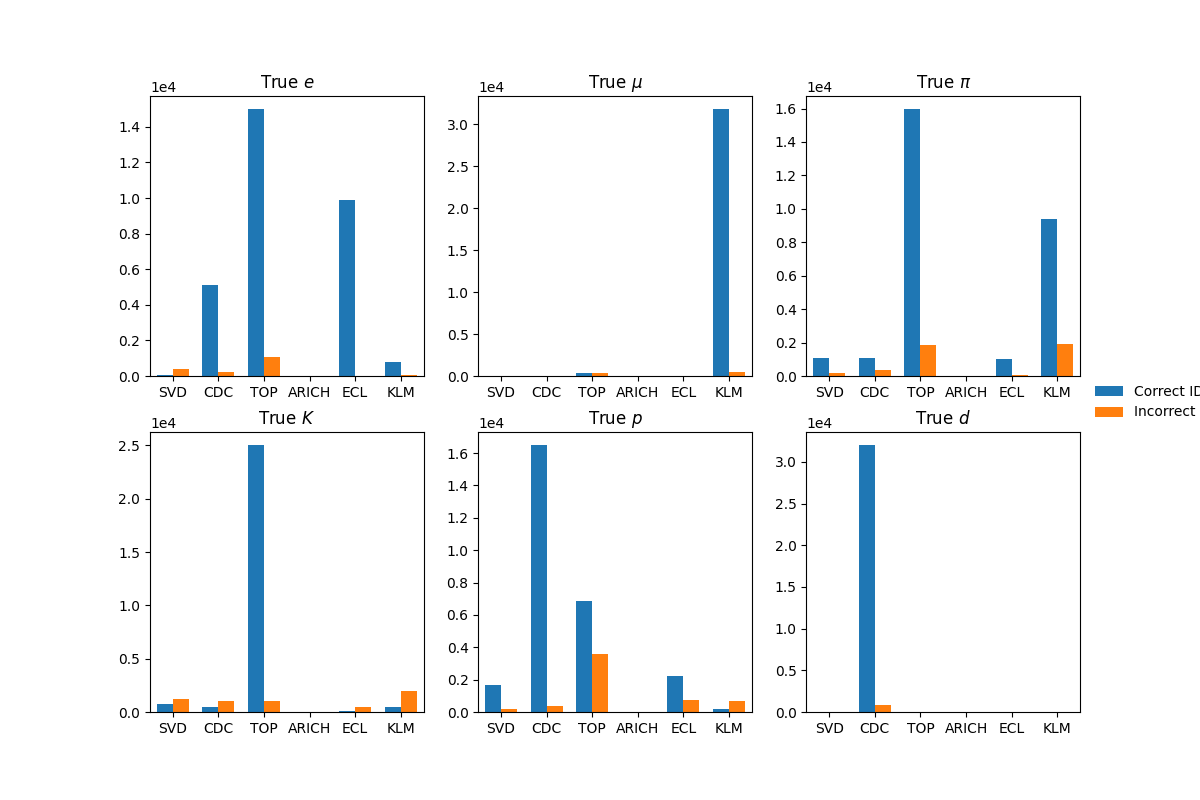 True e
1e4
1.4
1.2
1.0
0.8
0.6
0.4
0.2
0.0
SVD CDC TOP ARICH ECL KLM
True μ
1e4
3.0
2.5
2.0
1.5
1.0
0.5
0.0
SVD CDC TOP ARICH ECL KLM
True π
1e4
1.6
1.4
1.2
1.0
0.8
0.6
0.4
0.2
0.0
SVD CDC TOP ARICH ECL KLM
Correct ID
Incorrect
True K
1e4
2.5
2.0
1.5
1.0
0.5
0.0
SVD CDC TOP ARICH ECL KLM
True p
1e4
1.6
1.4
1.2
1.0
0.8
0.6
0.4
0.2
0.0
SVD CDC TOP ARICH ECL KLM
True d
1e4
3.0
2.5
2.0
1.5
1.0
0.5
0.0
SVD CDC TOP ARICH ECL KLM